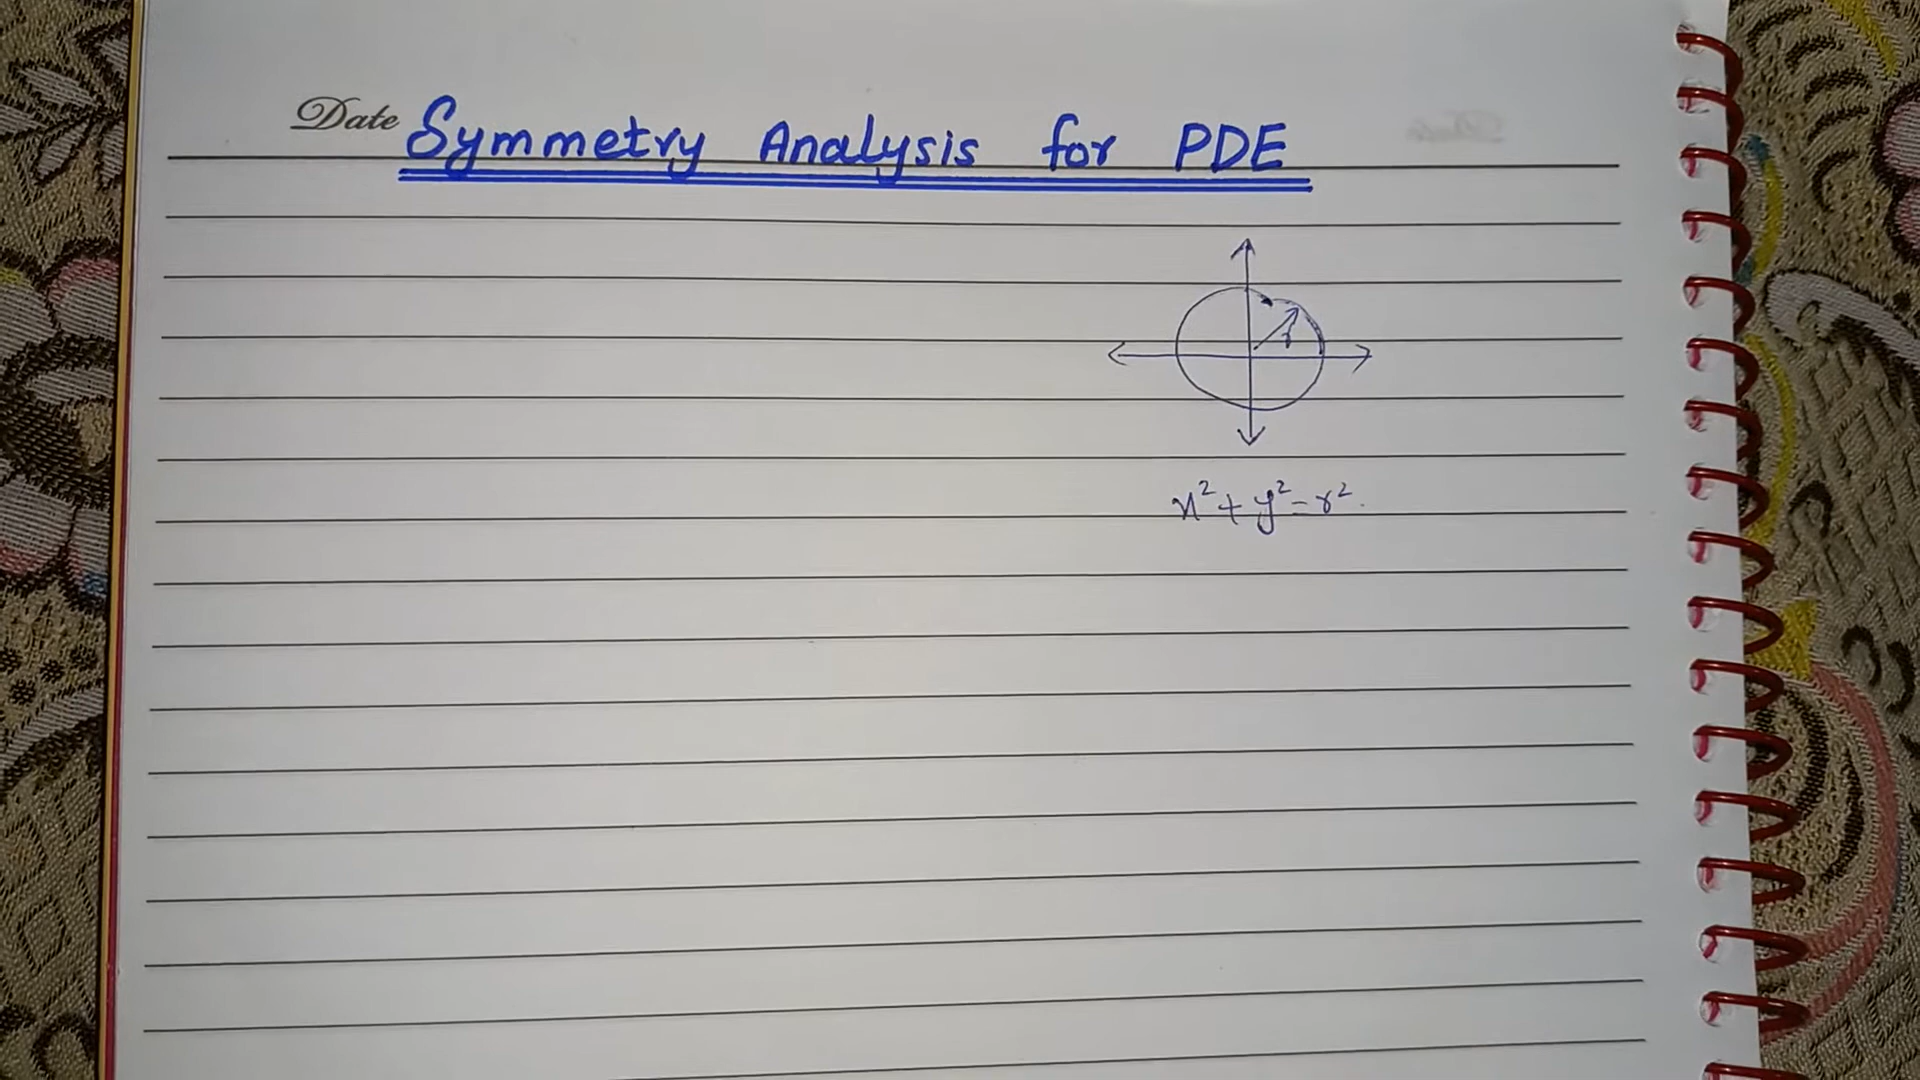 Date Symmetry Analysis for PDE
r
x²+y²=r².